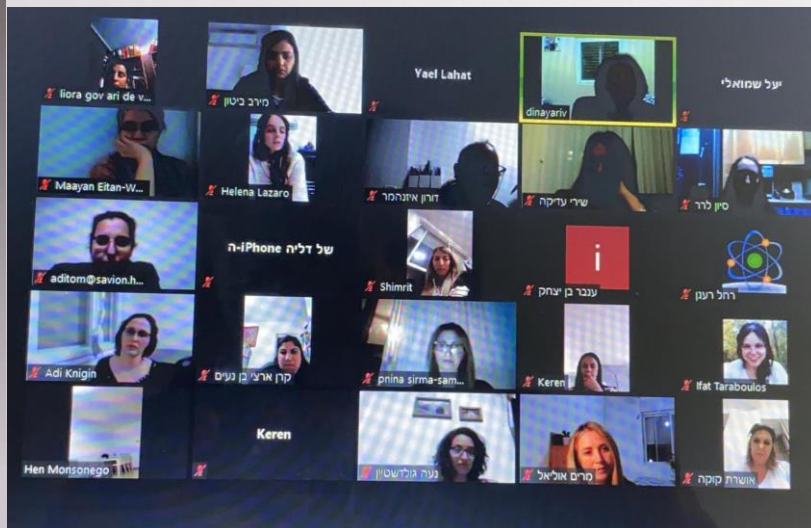 liora gov ari de v...
מירב ביטון
Yael Lahat
dinayariv
יעל שמואלי
Maayan Eitan-W...
Helena Lazaro
דורון איזנהמר
שירי עדיקה
סיון לרר
aditom@savion.h...
ה-iPhone של דליה
Shimrit
i
ענבר בן יצחק
רחל רענן
Adi Knigin
קרן ארצי בן נעים
pnina sirma-sam...
Keren
Ifat Taraboulos
Hen Monsonego
Keren
נעה גולדשטיין
מרים אוליאל
אושרת קוקה